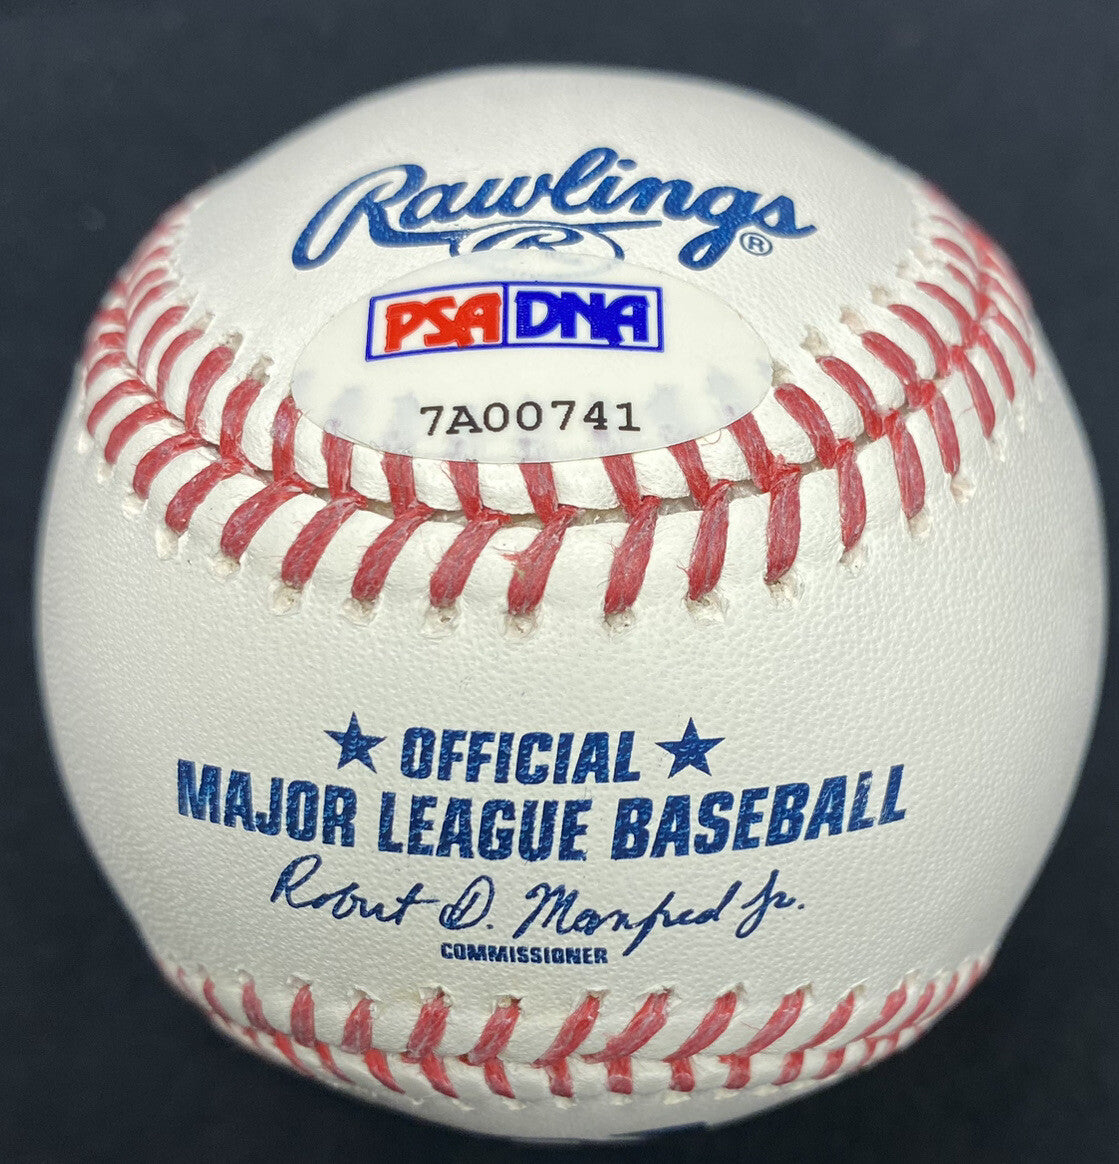 Rawlings®
R
PSA DNA
7A00741
★ OFFICIAL ★
MAJOR LEAGUE BASEBALL
Robert D. Manfred Jr.
COMMISSIONER